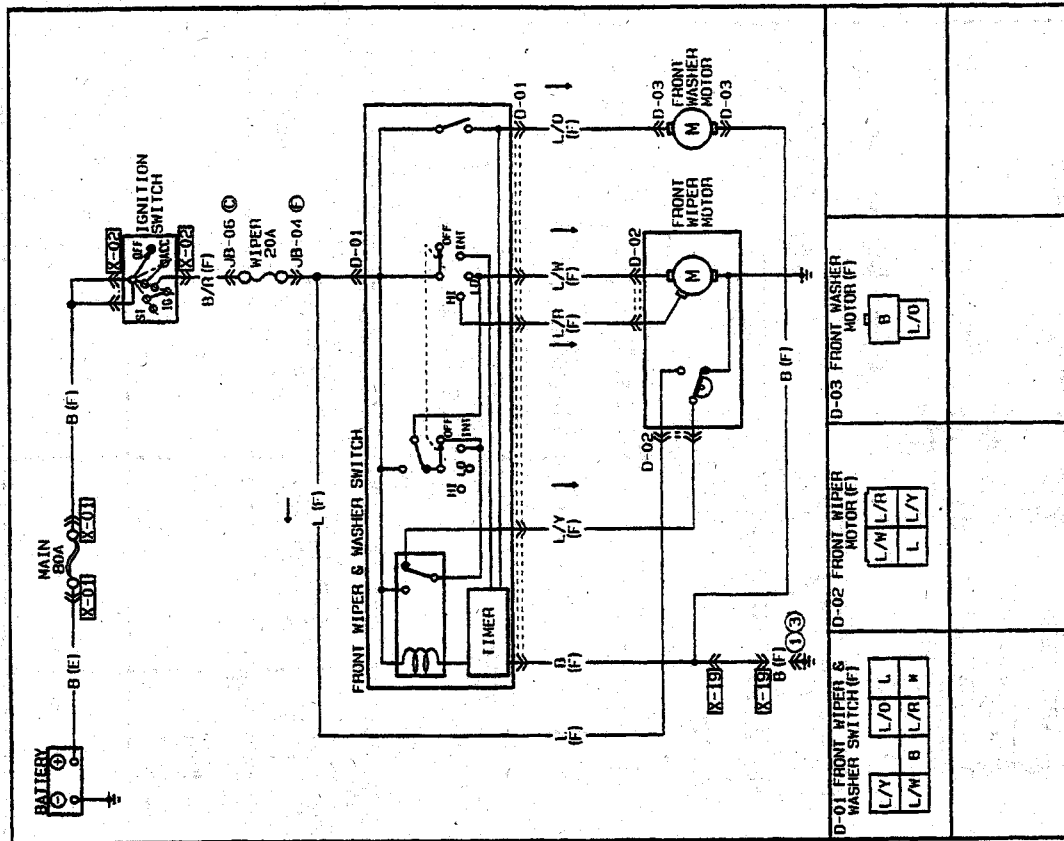 BATTERY
B (E)
X-01
MAIN
80A
X-01
B (F)
X-02
OFF
ACC
IG
ST
IGNITION
SWITCH
X-02
B/R (F)
JB-06 C
WIPER
20A
JB-04 F
L (F)
D-01
FRONT WIPER & WASHER SWITCH
TIMER
HI
LO
INT
OFF
HI
LO
INT
OFF
D-01
B
(F)
L/Y
(F)
L/R
(F)
L/W
(F)
L/O
(F)
L
(F)
D-02
D-02
M
FRONT
WIPER
MOTOR
D-03
M
FRONT
WASHER
MOTOR
D-03
B (F)
X-19
X-19
B (F)
1 3
D-01 FRONT WIPER &
WASHER SWITCH (F)
L/Y L/O L
L/W B L/R
D-02 FRONT WIPER
MOTOR (F)
L/W L/R
L L/Y
D-03 FRONT WASHER
MOTOR (F)
B
L/O